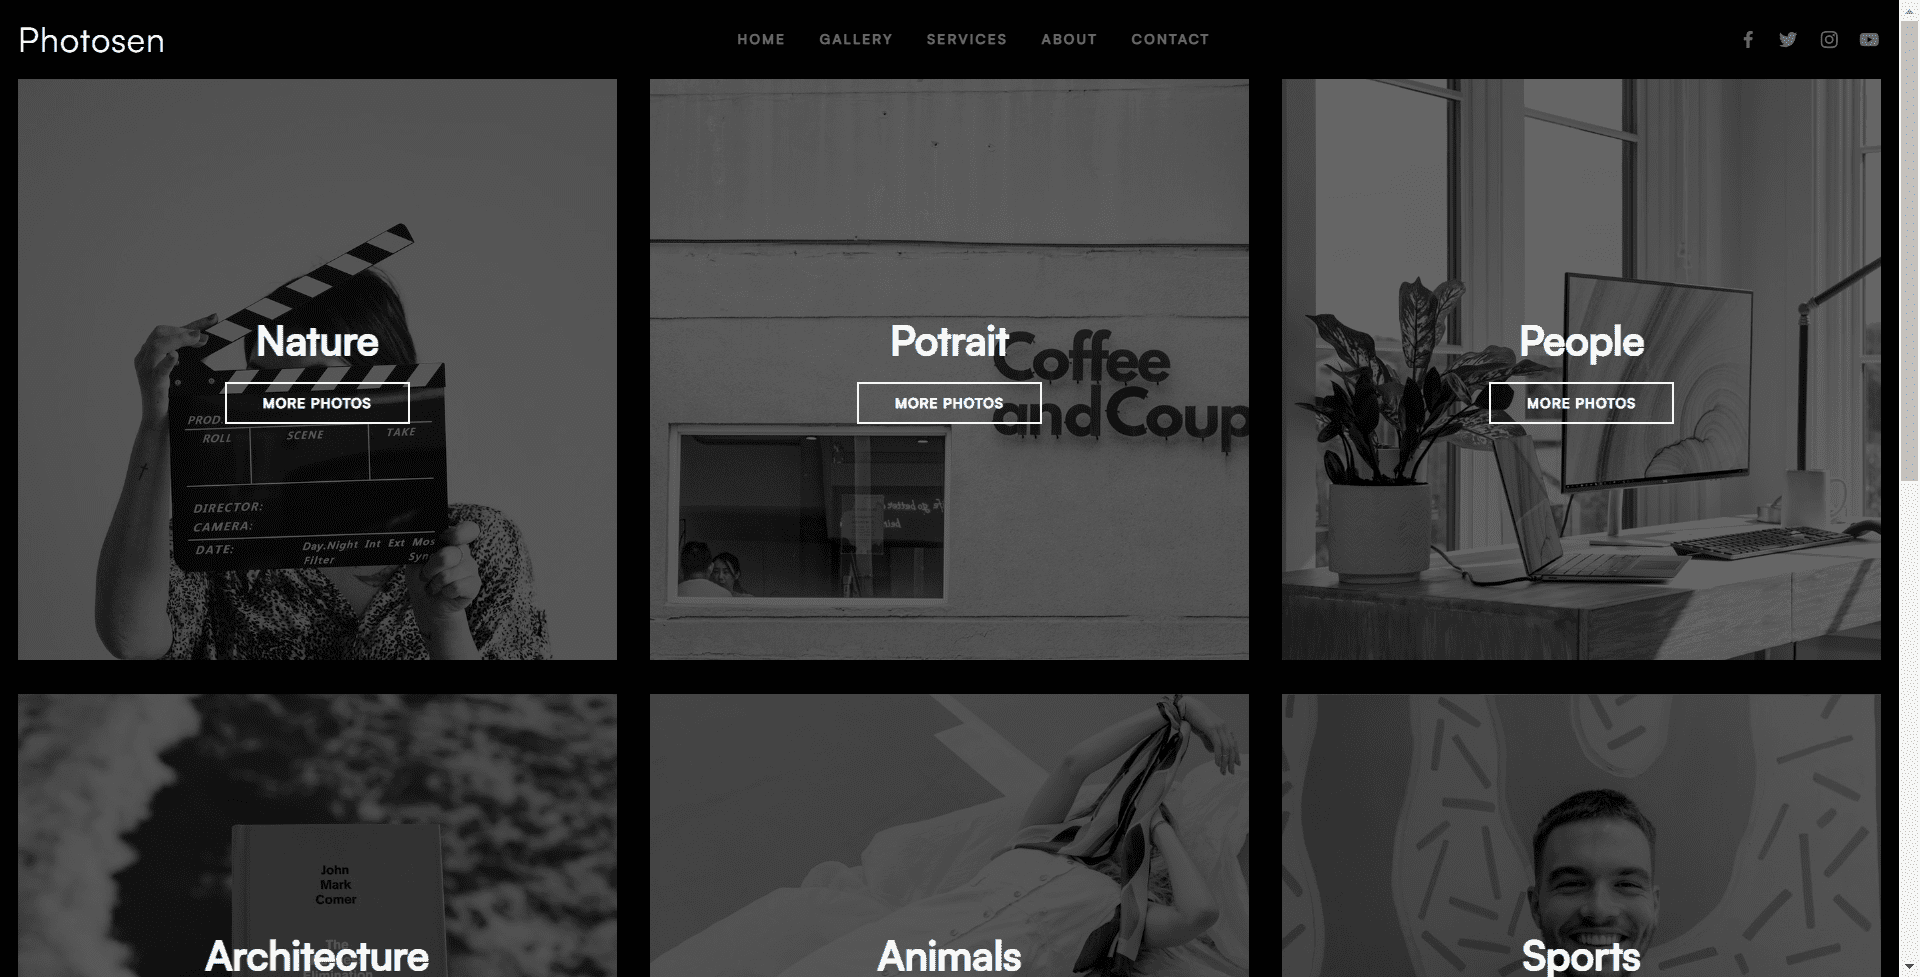 Photosen
HOME GALLERY SERVICES ABOUT CONTACT
Nature
MORE PHOTOS
PROD.
ROLL SCENE TAKE
DIRECTOR:
CAMERA:
DATE: Day.Night Int Ext Mos
Filter Syn
Potrait
MORE PHOTOS
Coffee
and Coup
People
MORE PHOTOS
John
Mark
Comer
The
Elimination
Architecture
Animals
Sports